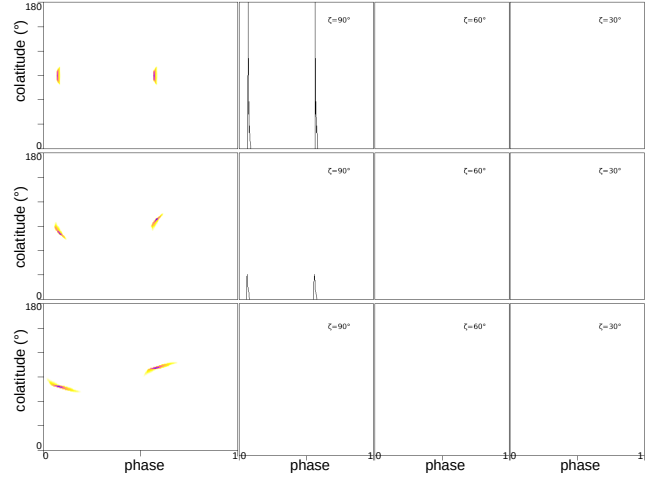 180
colatitude (°)
0
ζ=90°
ζ=60°
ζ=30°
180
colatitude (°)
0
ζ=90°
ζ=60°
ζ=30°
180
colatitude (°)
0
ζ=90°
ζ=60°
ζ=30°
0 1 0 1 0 1 0 1
phase phase phase phase